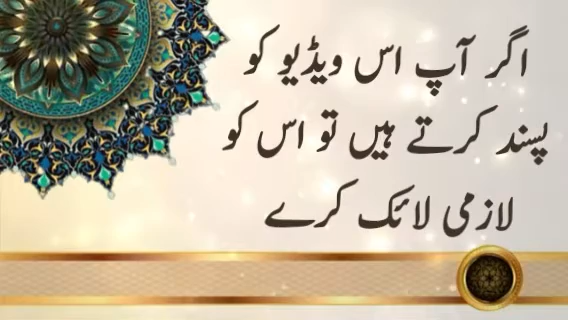 اگر آپ اس ویڈیو کو
پسند کرتے ہیں تو اس کو
لازمی لائک کرے